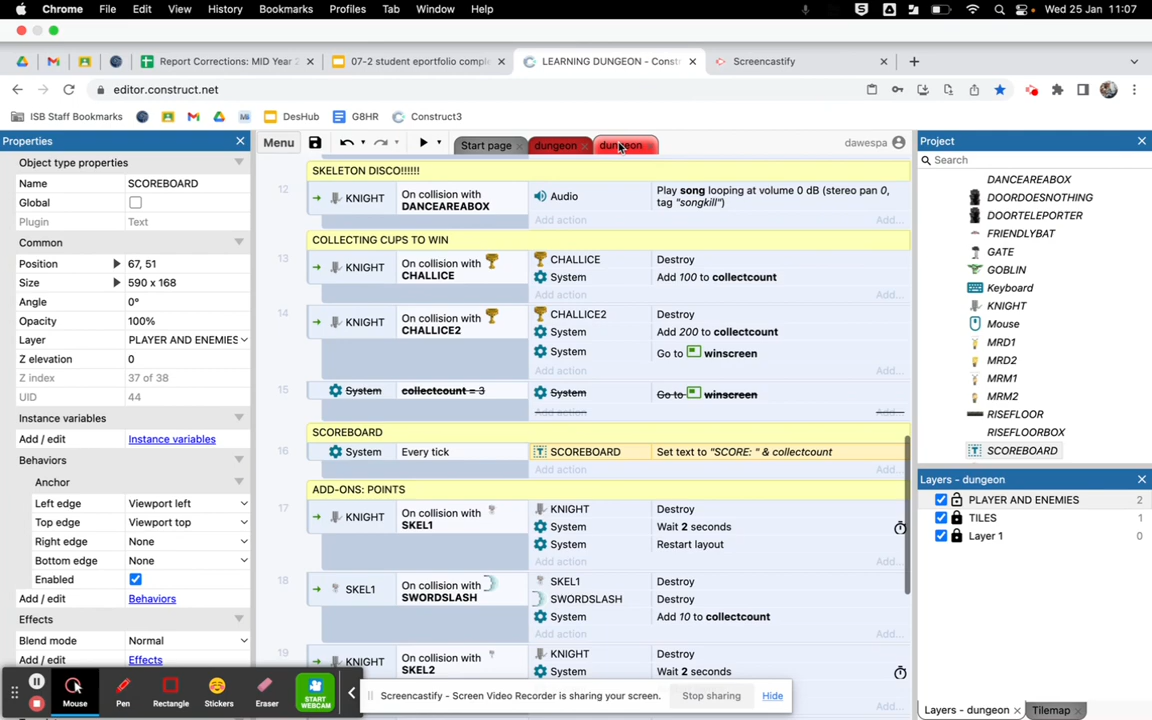 Chrome File Edit View History Bookmarks Profiles Tab Window Help Wed 25 Jan 11:07
Report Corrections: MID Year 2 07-2 student eportfolio comple LEARNING DUNGEON - Constr Screencastify
editor.construct.net
ISB Staff Bookmarks DesHub G8HR Construct3
Properties Menu Start page dungeon dungeon dawespa Project
Object type properties
Name SCOREBOARD
Global
Plugin Text
Common
Position 67, 51
Size 590 x 168
Angle 0°
Opacity 100%
Layer PLAYER AND ENEMIES
Z elevation 0
Z index 37 of 38
UID 44
Instance variables
Add / edit Instance variables
Behaviors
Anchor
Left edge Viewport left
Top edge Viewport top
Right edge None
Bottom edge None
Enabled
Add / edit Behaviors
Effects
Blend mode Normal
Add / edit Effects
SKELETON DISCO!!!!!!
12 KNIGHT On collision with DANCEAREABOX Audio Play song looping at volume 0 dB (stereo pan 0,
tag "songkill")
Add action Add...
COLLECTING CUPS TO WIN
13 KNIGHT On collision with CHALLICE CHALLICE Destroy
System Add 100 to collectcount
Add action Add...
14 KNIGHT On collision with CHALLICE2 CHALLICE2 Destroy
System Add 200 to collectcount
System Go to winscreen
Add action Add...
15 System collectcount = 3 System Go to winscreen
Add action Add...
SCOREBOARD
16 System Every tick SCOREBOARD Set text to "SCORE: " & collectcount
Add action Add...
ADD-ONS: POINTS
17 KNIGHT On collision with SKEL1 KNIGHT Destroy
System Wait 2 seconds
System Restart layout
Add action Add...
18 SKEL1 On collision with SWORDSLASH SKEL1 Destroy
SWORDSLASH Destroy
System Add 10 to collectcount
Add action Add...
19 KNIGHT On collision with SKEL2 KNIGHT Destroy
System Wait 2 seconds
Search
DANCEAREABOX
DOORDOESNOTHING
DOORTELEPORTER
FRIENDLYBAT
GATE
GOBLIN
Keyboard
KNIGHT
Mouse
MRD1
MRD2
MRM1
MRM2
RISEFLOOR
RISEFLOORBOX
SCOREBOARD
Layers - dungeon
PLAYER AND ENEMIES 2
TILES 1
Layer 1 0
Layers - dungeon Tilemap
Mouse Pen Rectangle Stickers Eraser START WEBCAM
Screencastify - Screen Video Recorder is sharing your screen. Stop sharing Hide